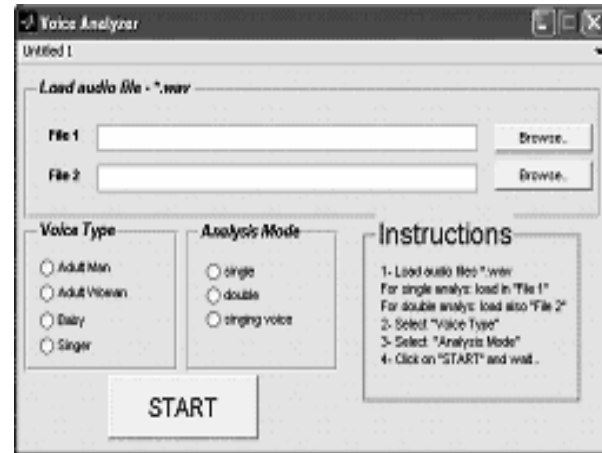 Voice Analyzer
Untitled 1
Load audio file - *.wav
File 1
Browse..
File 2
Browse..
Voice Type
Adult Man
Adult Woman
Baby
Singer
Analysis Mode
single
double
singing voice
Instructions
1- Load audio files *.wav
For single analys: load in "File 1"
For double analys: load also "File 2"
2- Select "Voice Type"
3- Select "Analysis Mode"
4- Click on "START" and wait..
START